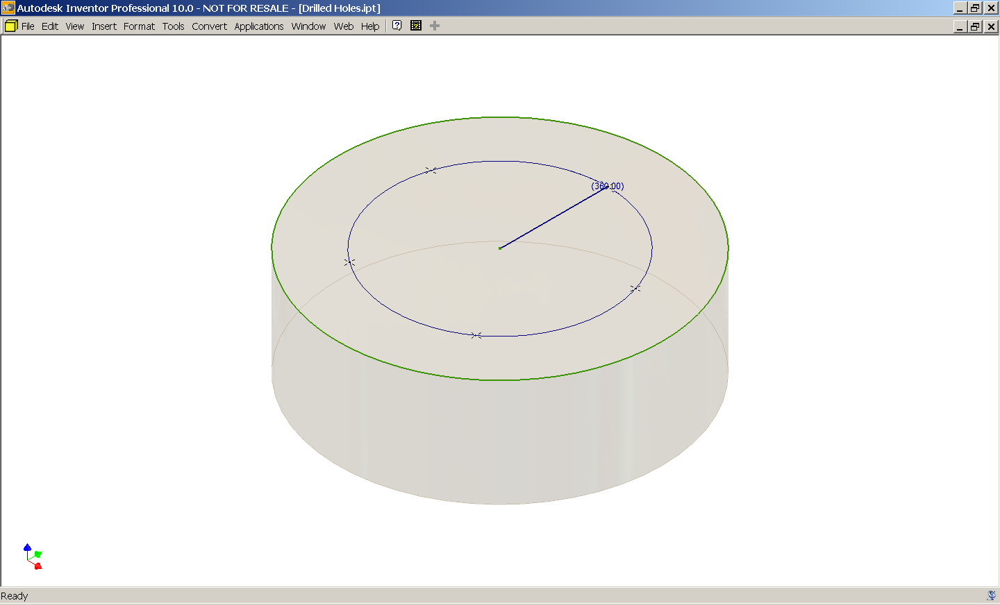 Autodesk Inventor Professional 10.0 - NOT FOR RESALE - [Drilled Holes.ipt]
File Edit View Insert Format Tools Convert Applications Window Web Help
(360.00)
Ready